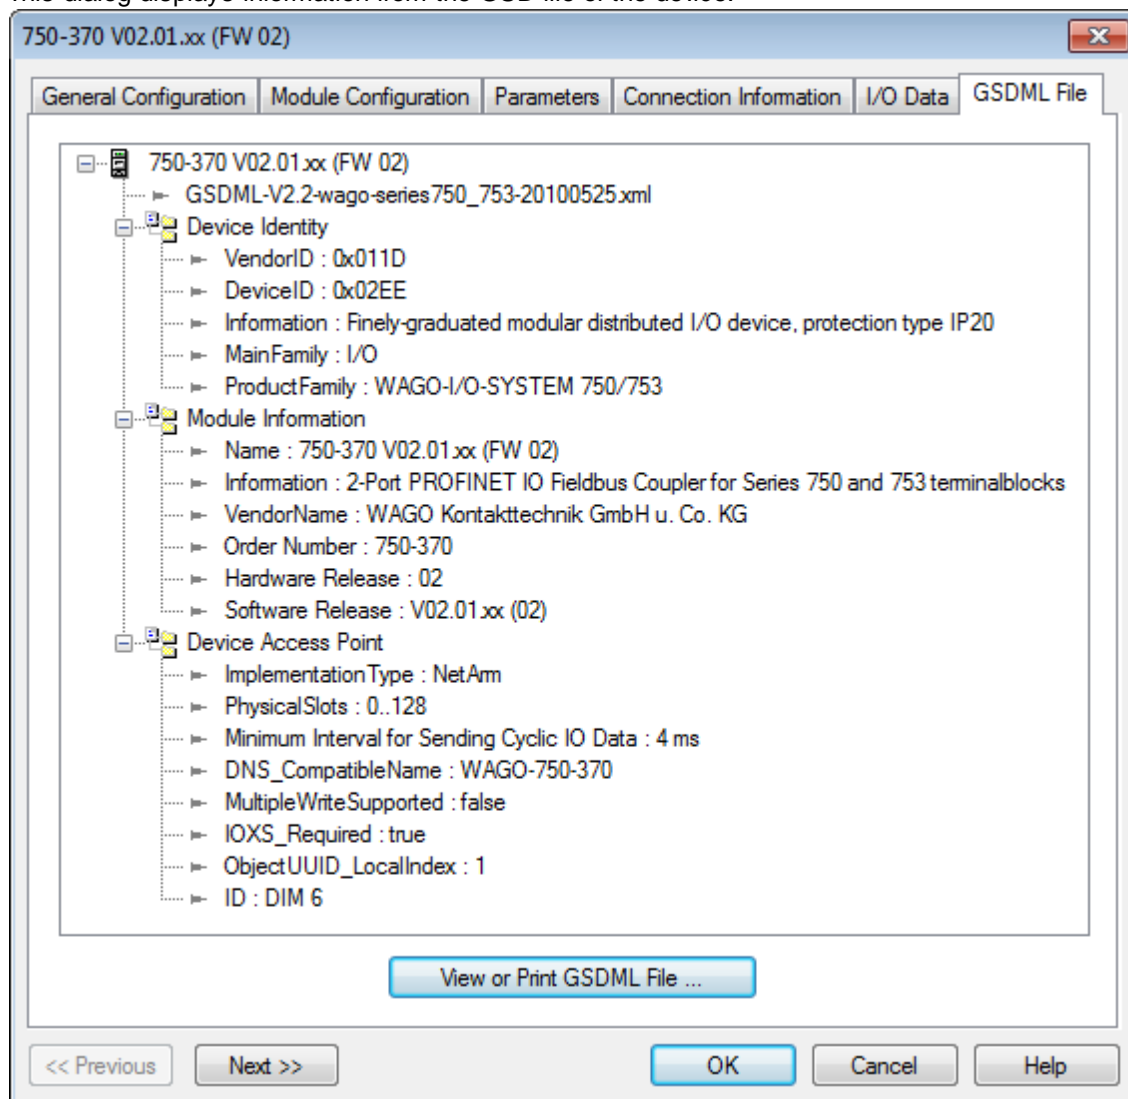 This dialog displays information from the GSD file of the device.
750-370 V02.01.xx (FW 02)
General Configuration Module Configuration Parameters Connection Information I/O Data GSDML File
750-370 V02.01.xx (FW 02)
GSDML-V2.2-wago-series750_753-20100525.xml
Device Identity
VendorID : 0x011D
DeviceID : 0x02EE
Information : Finely-graduated modular distributed I/O device, protection type IP20
MainFamily : I/O
ProductFamily : WAGO-I/O-SYSTEM 750/753
Module Information
Name : 750-370 V02.01.xx (FW 02)
Information : 2-Port PROFINET IO Fieldbus Coupler for Series 750 and 753 terminalblocks
VendorName : WAGO Kontakttechnik GmbH u. Co. KG
Order Number : 750-370
Hardware Release : 02
Software Release : V02.01.xx (02)
Device Access Point
ImplementationType : NetArm
PhysicalSlots : 0..128
Minimum Interval for Sending Cyclic IO Data : 4 ms
DNS_CompatibleName : WAGO-750-370
MultipleWriteSupported : false
IOXS_Required : true
ObjectUUID_LocalIndex : 1
ID : DIM 6
View or Print GSDML File ...
<< Previous Next >> OK Cancel Help